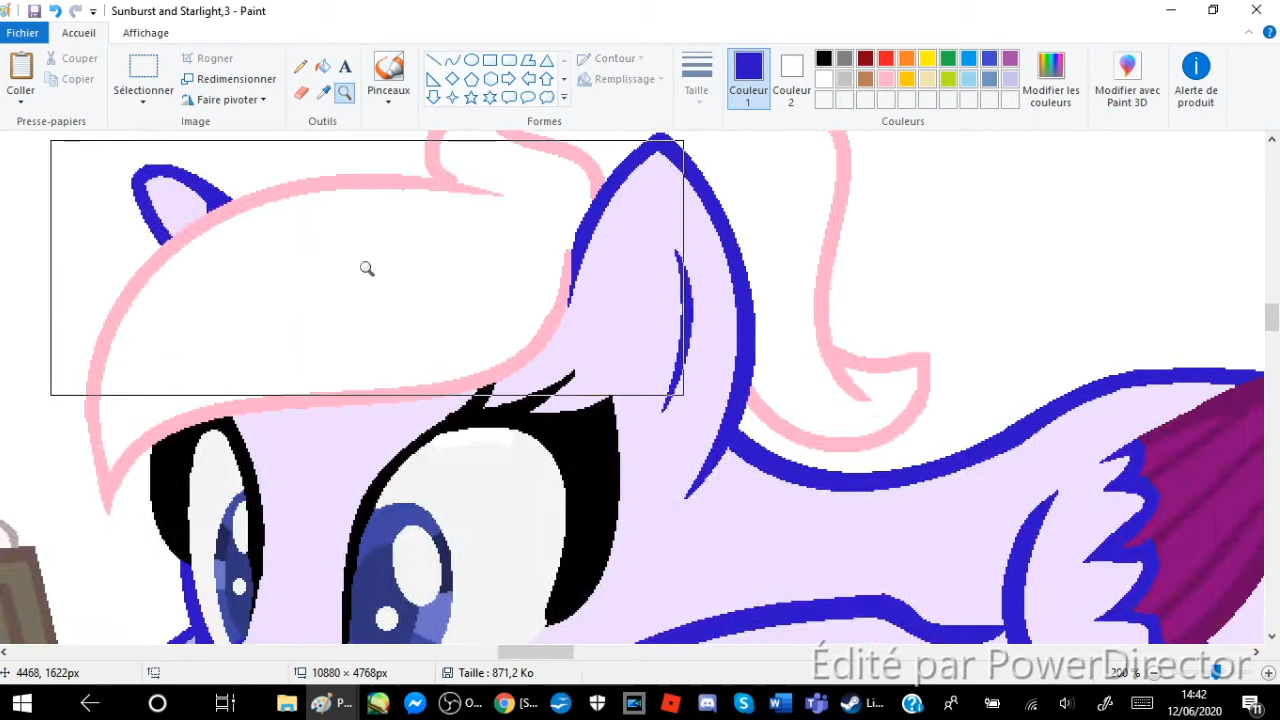 Sunburst and Starlight,3 - Paint
Fichier
Accueil
Affichage
Coller
Couper
Copier
Presse-papiers
Sélectionner
Rogner
Redimensionner
Faire pivoter
Image
A
Outils
Pinceaux
Contour
Remplissage
Formes
Taille
Couleur
1
Couleur
2
Modifier les
couleurs
Couleurs
Modifier avec
Paint 3D
Alerte de
produit
Édité par PowerDirector
4468, 1622px
10880 × 4768px
Taille : 871,2 Ko
200 %
P...
O...
[S...
Li...
14:42
12/06/2020
11